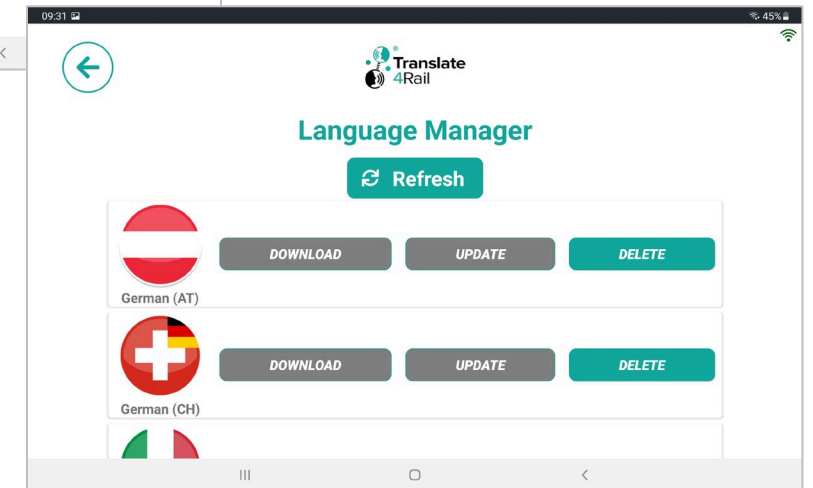 09:31 45%
Translate
4Rail
Language Manager
Refresh
DOWNLOAD UPDATE DELETE
German (AT)
DOWNLOAD UPDATE DELETE
German (CH)